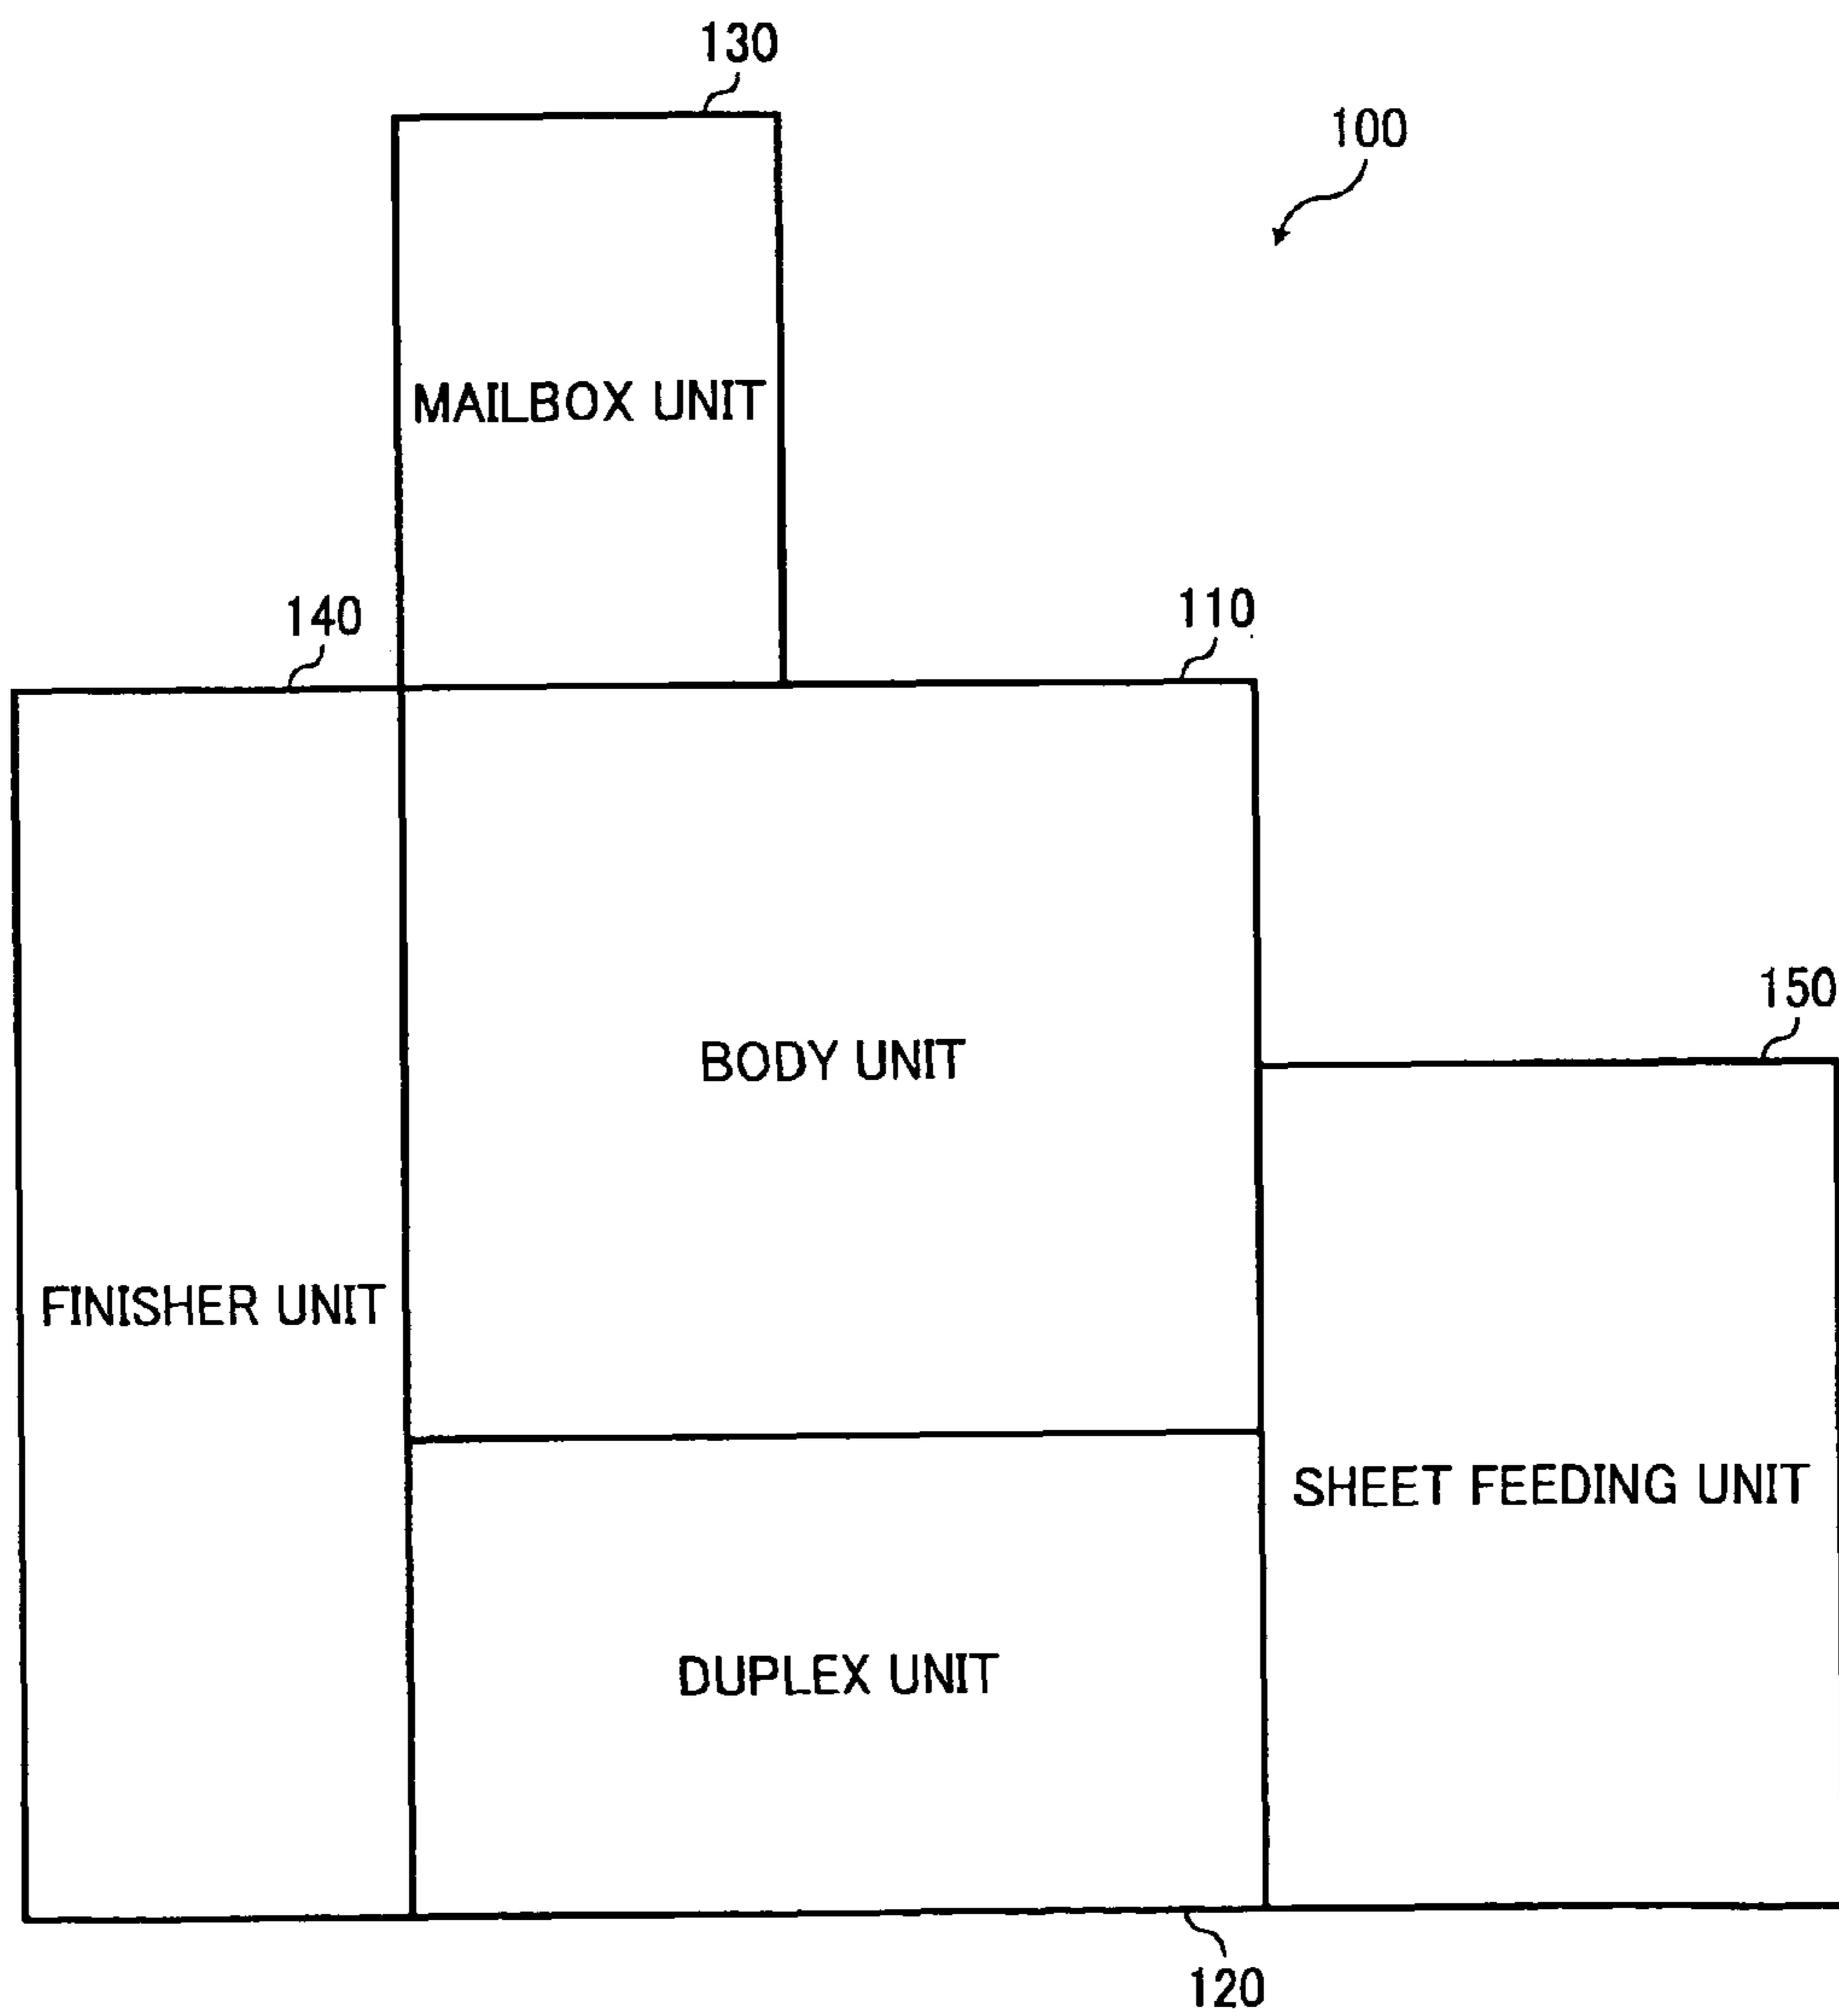 130
100
MAILBOX UNIT
140
110
BODY UNIT
150
FINISHER UNIT
SHEET FEEDING UNIT
DUPLEX UNIT
120